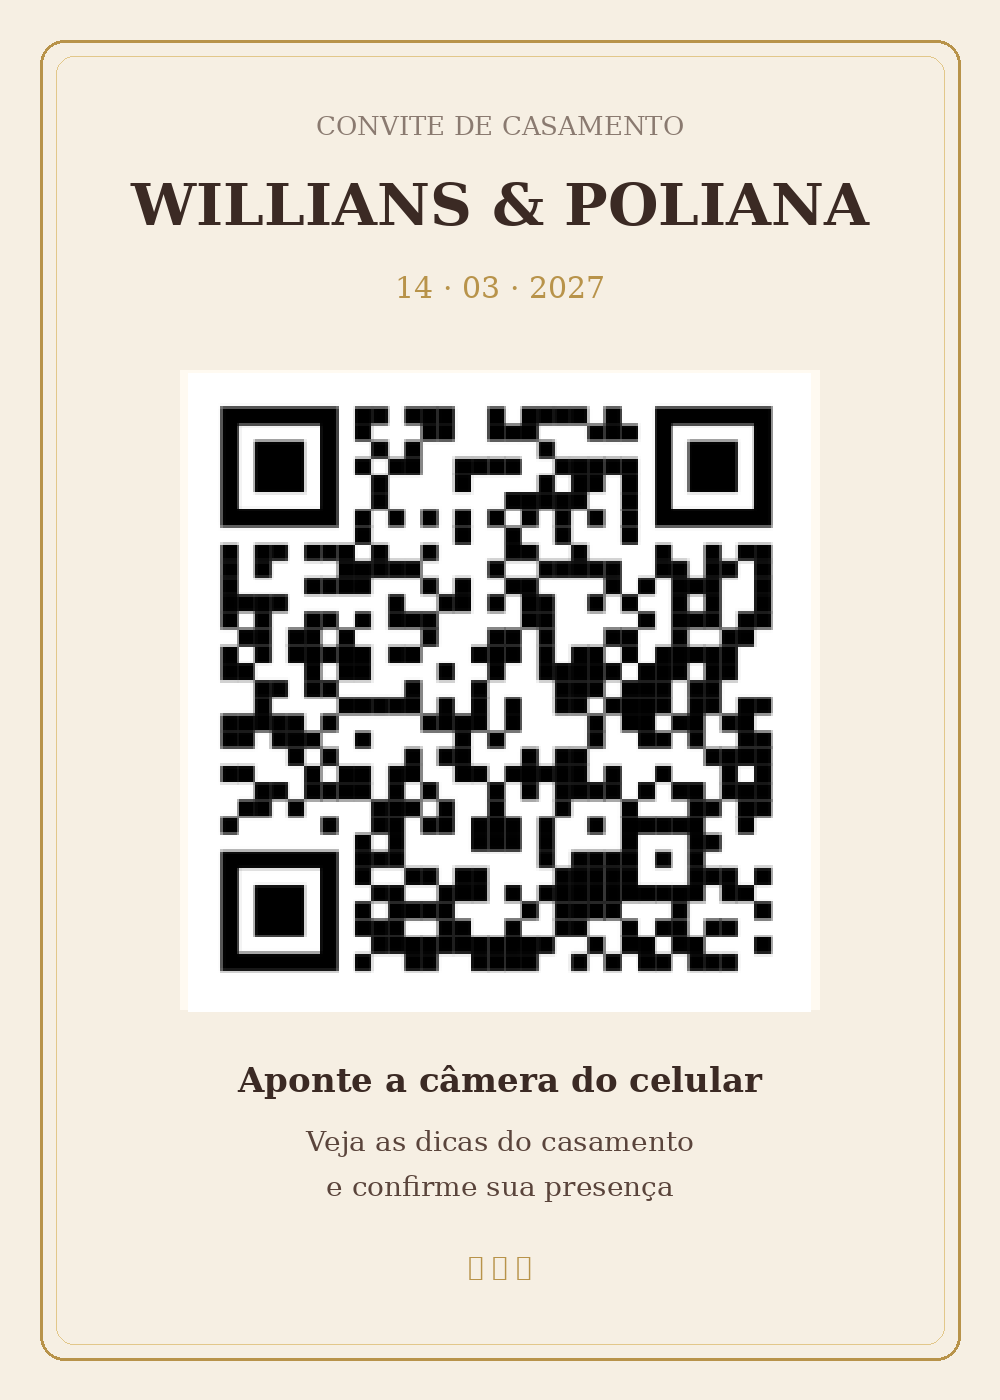 CONVITE DE CASAMENTO
WILLIANS & POLIANA
14 · 03 · 2027
Aponte a câmera do celular
Veja as dicas do casamento
e confirme sua presença